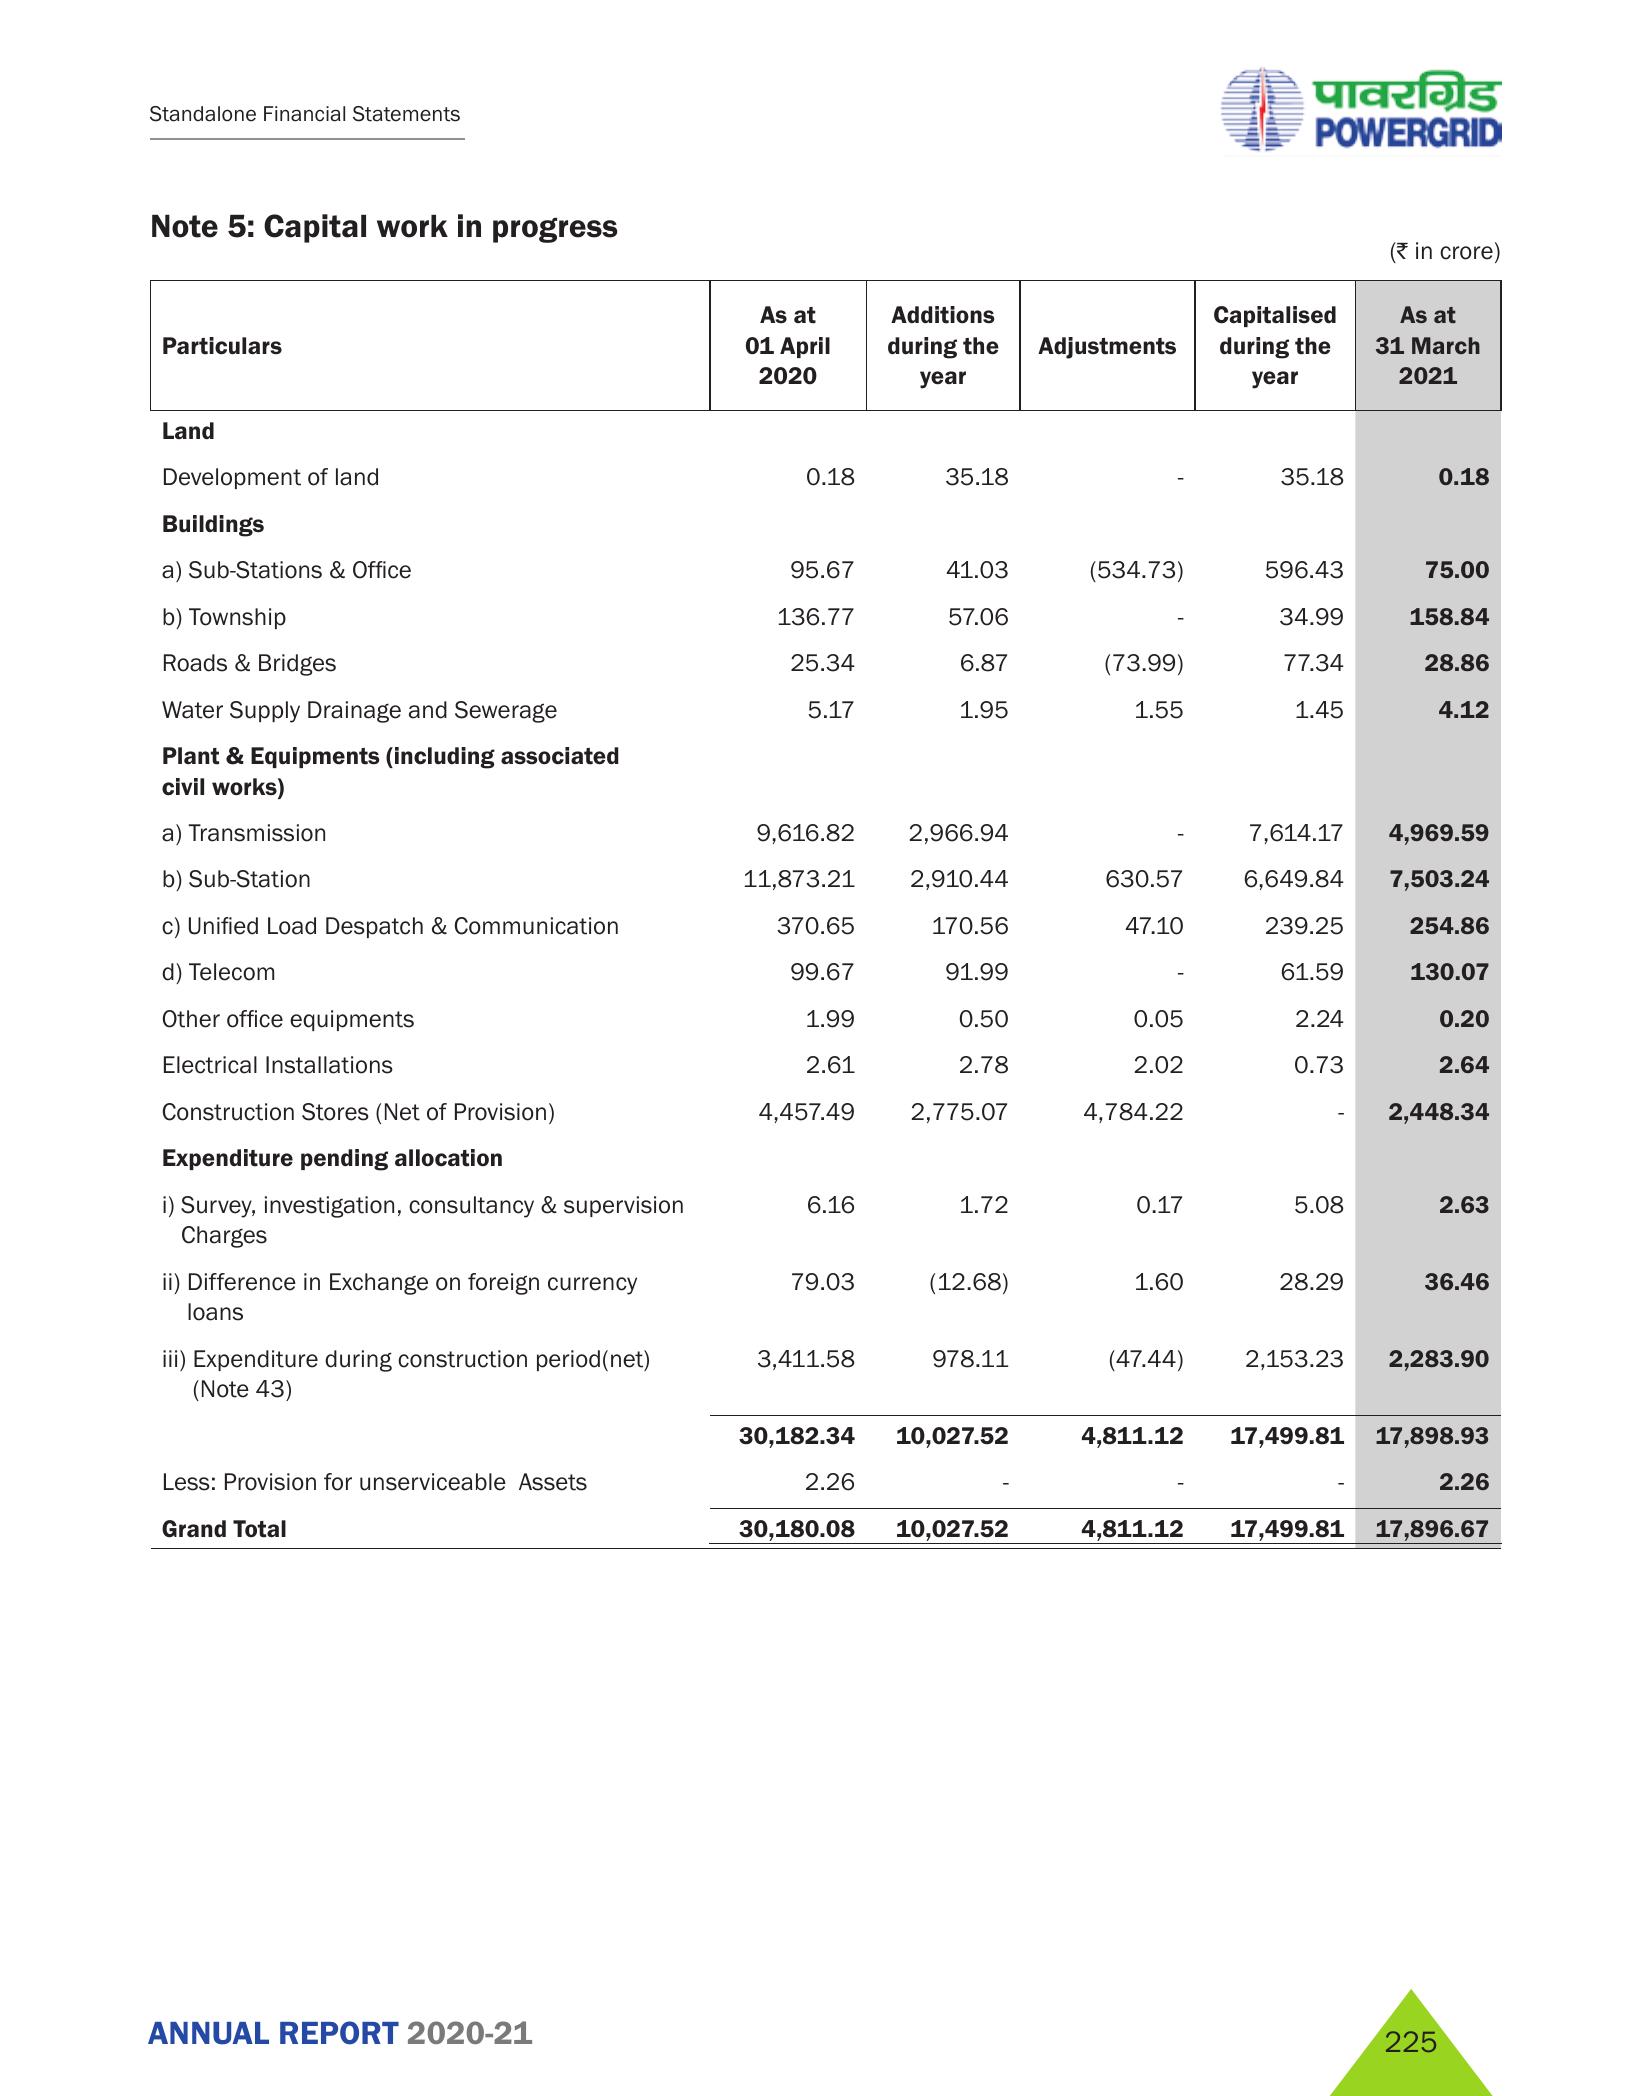 Standalone Financial Statements
पावरग्रिड
POWERGRID
Note 5: Capital work in progress
(₹ in crore)
Particulars As at 01 April 2020 Additions during the year Adjustments Capitalised during the year As at 31 March 2021
Land
Development of land 0.18 35.18 - 35.18 0.18
Buildings
a) Sub-Stations & Office 95.67 41.03 (534.73) 596.43 75.00
b) Township 136.77 57.06 - 34.99 158.84
Roads & Bridges 25.34 6.87 (73.99) 77.34 28.86
Water Supply Drainage and Sewerage 5.17 1.95 1.55 1.45 4.12
Plant & Equipments (including associated
civil works)
a) Transmission 9,616.82 2,966.94 - 7,614.17 4,969.59
b) Sub-Station 11,873.21 2,910.44 630.57 6,649.84 7,503.24
c) Unified Load Despatch & Communication 370.65 170.56 47.10 239.25 254.86
d) Telecom 99.67 91.99 - 61.59 130.07
Other office equipments 1.99 0.50 0.05 2.24 0.20
Electrical Installations 2.61 2.78 2.02 0.73 2.64
Construction Stores (Net of Provision) 4,457.49 2,775.07 4,784.22 - 2,448.34
Expenditure pending allocation
i) Survey, investigation, consultancy & supervision 6.16 1.72 0.17 5.08 2.63
Charges
ii) Difference in Exchange on foreign currency 79.03 (12.68) 1.60 28.29 36.46
loans
iii) Expenditure during construction period(net) 3,411.58 978.11 (47.44) 2,153.23 2,283.90
(Note 43)
30,182.34 10,027.52 4,811.12 17,499.81 17,898.93
Less: Provision for unserviceable Assets 2.26 - - - 2.26
Grand Total 30,180.08 10,027.52 4,811.12 17,499.81 17,896.67
ANNUAL REPORT 2020-21
225